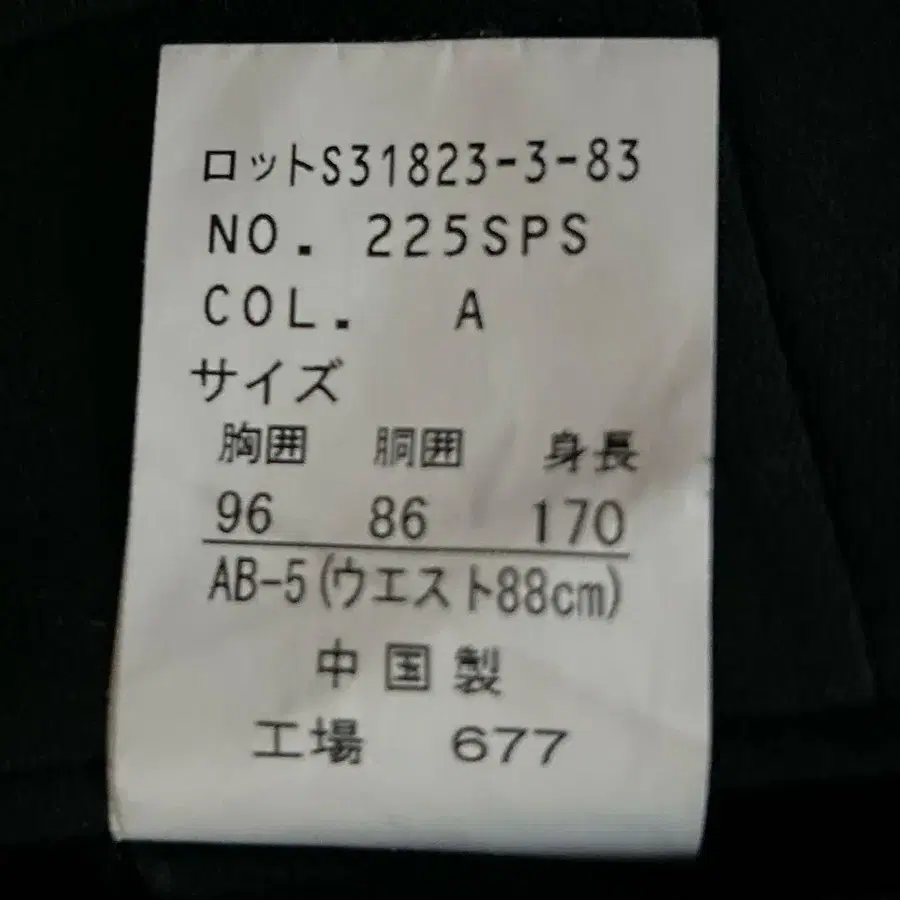 ロットS31823-3-83
NO. 225SPS
COL. A
サイズ
胸囲 胴囲 身長
96 86 170
AB-5(ウエスト88cm)
中国製
工場 677